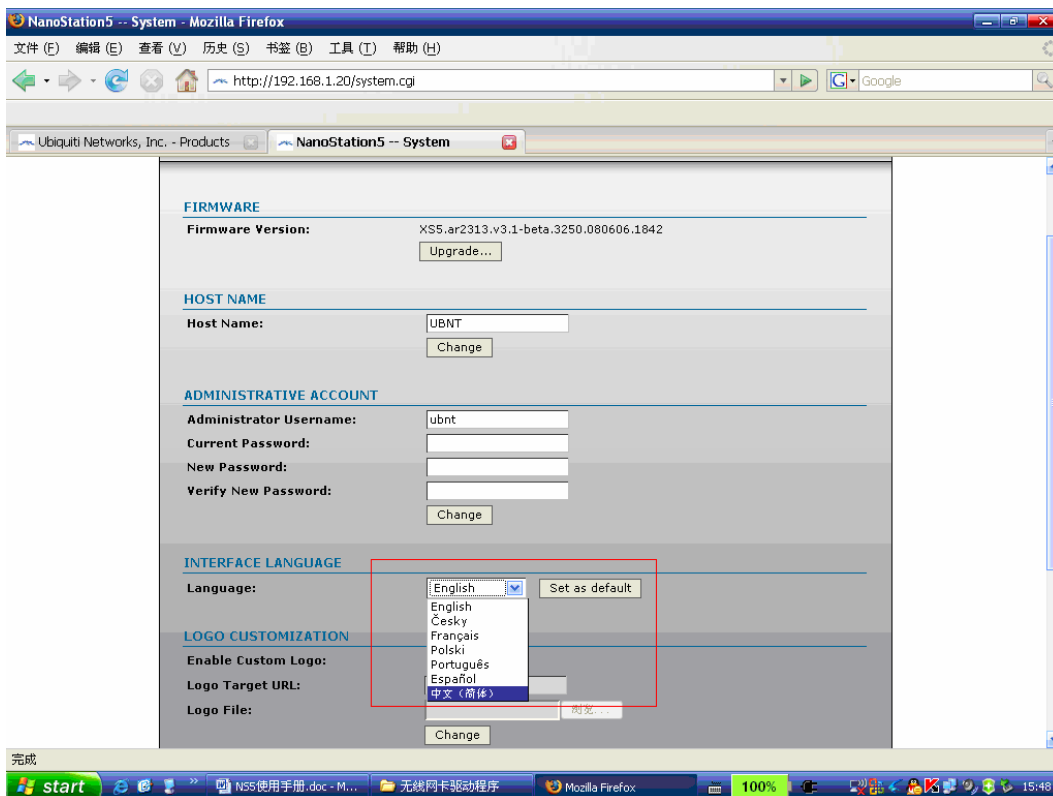 NanoStation5 -- System - Mozilla Firefox
文件(F) 编辑(E) 查看(V) 历史(S) 书签(B) 工具(T) 帮助(H)
http://192.168.1.20/system.cgi
G Google
Ubiquiti Networks, Inc. - Products
NanoStation5 -- System
FIRMWARE
Firmware Version: XS5.ar2313.v3.1-beta.3250.080606.1842
Upgrade...
HOST NAME
Host Name: UBNT
Change
ADMINISTRATIVE ACCOUNT
Administrator Username: ubnt
Current Password:
New Password:
Verify New Password:
Change
INTERFACE LANGUAGE
Language: English Set as default
English
Česky
Français
Polski
Português
Español
中文(简体)
LOGO CUSTOMIZATION
Enable Custom Logo:
Logo Target URL:
Logo File: 浏览...
Change
完成
start NS5使用手册.doc - M... 无线网卡驱动程序 Mozilla Firefox 100% 15:48